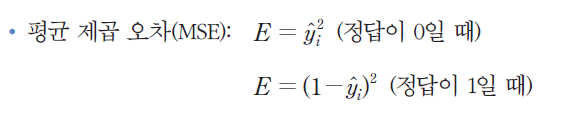 • 평균 제곱 오차(MSE): E = ŷᵢ² (정답이 0일 때)
E = (1-ŷᵢ)² (정답이 1일 때)